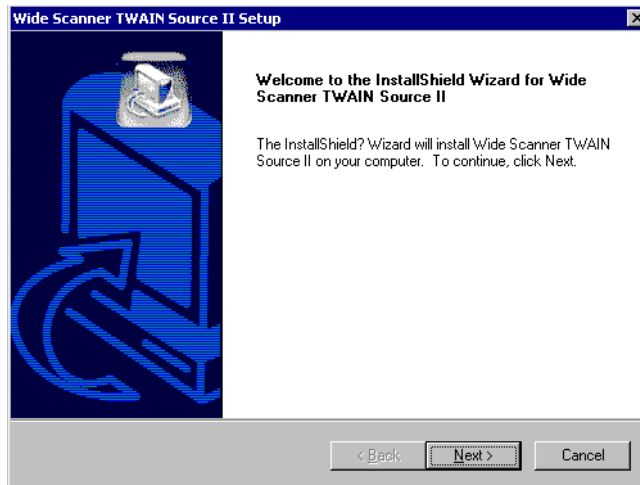 Wide Scanner TWAIN Source II Setup
Welcome to the InstallShield Wizard for Wide
Scanner TWAIN Source II
The InstallShield? Wizard will install Wide Scanner TWAIN
Source II on your computer.  To continue, click Next.
< Back
Next >
Cancel